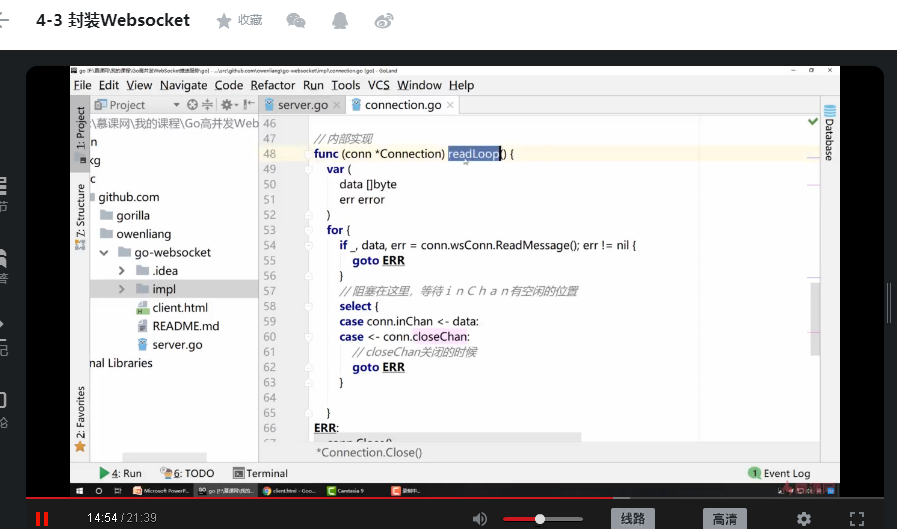 4-3 封装Websocket
收藏
File Edit View Navigate Code Refactor Run Tools VCS Window Help
Project
server.go
connection.go
1: Project
Z: Structure
2: Favorites
Database
:\慕课网\我的课程\Go高并发Web
github.com
gorilla
owenliang
go-websocket
.idea
impl
client.html
README.md
server.go
nal Libraries
46
47 // 内部实现
48 func (conn *Connection) readLoop() {
49 var (
50 data []byte
51 err error
52 )
53 for {
54 if _, data, err = conn.wsConn.ReadMessage(); err != nil {
55 goto ERR
56 }
57 // 阻塞在这里，等待ｉｎＣｈａｎ有空闲的位置
58 select {
59 case conn.inChan <- data:
60 case <- conn.closeChan:
61 // closeChan关闭的时候
62 goto ERR
63 }
64
65 }
66 ERR:
67 conn.Close()
*Connection.Close()
4: Run 6: TODO Terminal
1 Event Log
14:54 / 21:39
线路
高清